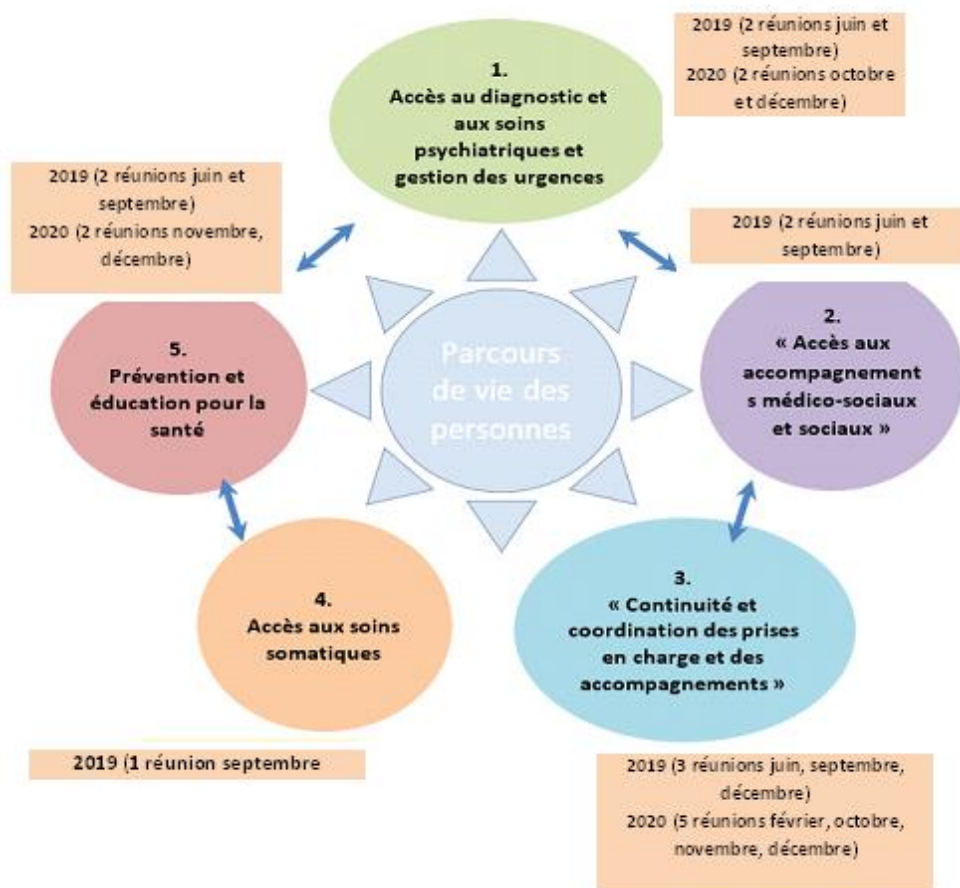 2019 (2 réunions juin et
septembre)
2020 (2 réunions octobre
et décembre)
1.
Accès au diagnostic et
aux soins
psychiatriques et
gestion des urgences
2019 (2 réunions juin et
septembre)
2020 (2 réunions novembre,
décembre)
2019 (2 réunions juin et
septembre)
5.
Prévention et
éducation pour la
santé
Parcours
de vie des
personnes
2.
« Accès aux
accompagnement
s médico-sociaux
et sociaux »
4.
Accès aux soins
somatiques
3.
« Continuité et
coordination des prises
en charge et des
accompagnements »
2019 (1 réunion septembre
2019 (3 réunions juin, septembre,
décembre)
2020 (5 réunions février, octobre,
novembre, décembre)